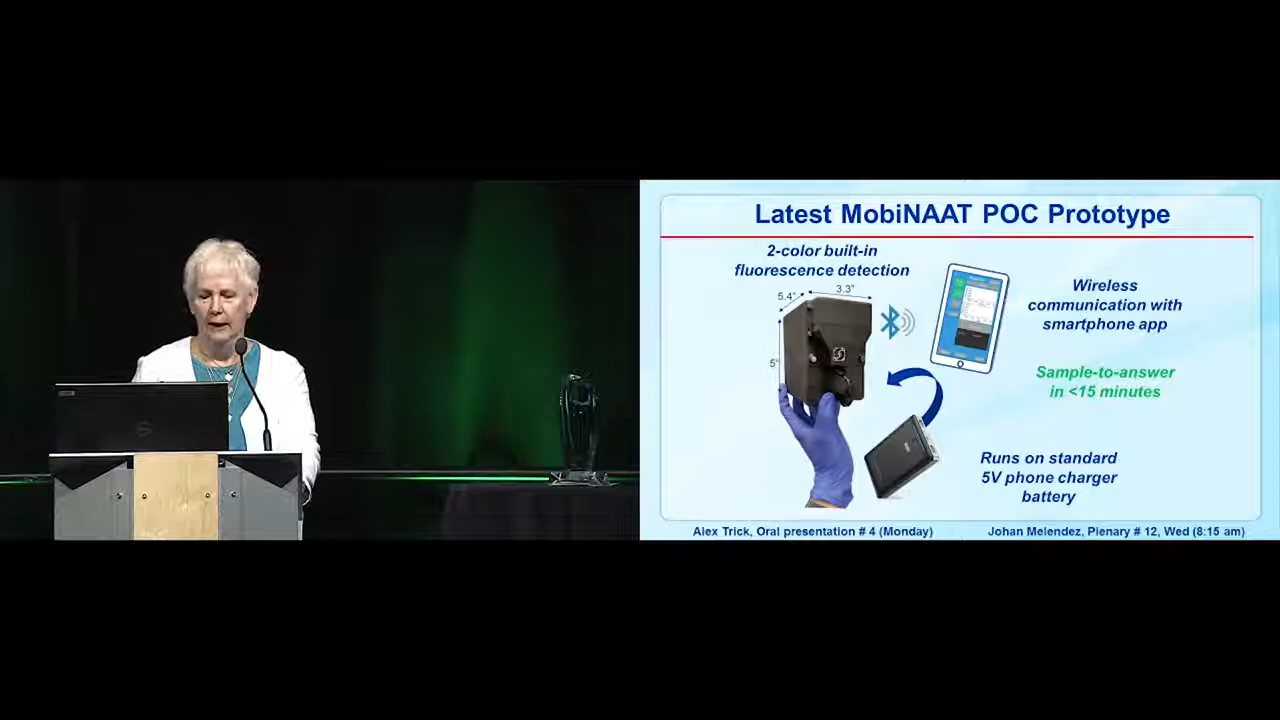 Latest MobiNAAT POC Prototype
2-color built-in
fluorescence detection
5.4"
3.3"
5"
Wireless
communication with
smartphone app
Sample-to-answer
in <15 minutes
Runs on standard
5V phone charger
battery
Alex Trick, Oral presentation # 4 (Monday)
Johan Melendez, Plenary # 12, Wed (8:15 am)